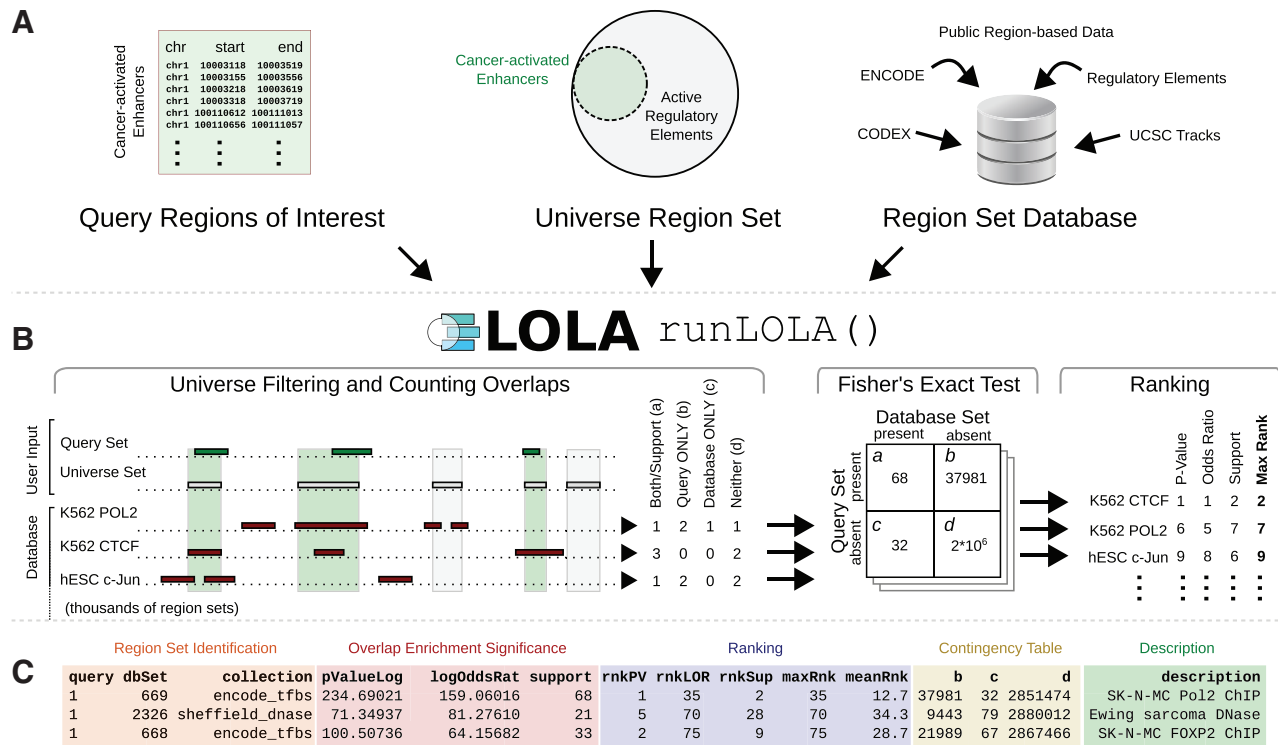 A
Cancer-activated
Enhancers
chr start end
chr1 10003118 10003519
chr1 10003155 10003556
chr1 10003218 10003619
chr1 10003318 10003719
chr1 100110612 100111013
chr1 100110656 100111057
Query Regions of Interest
Cancer-activated
Enhancers
Active
Regulatory
Elements
Universe Region Set
Public Region-based Data
ENCODE
Regulatory Elements
CODEX
UCSC Tracks
Region Set Database
B
LOLA runLOLA()
Universe Filtering and Counting Overlaps
User Input
Query Set
Universe Set
Database
K562 POL2
K562 CTCF
hESC c-Jun
(thousands of region sets)
Both/Support (a)
Query ONLY (b)
Database ONLY (c)
Neither (d)
1 2 1 1
3 0 0 2
1 2 0 2
Fisher's Exact Test
Database Set
present absent
Query Set
present
absent
a b
68 37981
c d
32 2*10⁶
Ranking
P-Value
Odds Ratio
Support
Max Rank
K562 CTCF 1 1 2 2
K562 POL2 6 5 7 7
hESC c-Jun 9 8 6 9
C
Region Set Identification Overlap Enrichment Significance Ranking Contingency Table Description
query dbSet collection pValueLog logOddsRat support rnkPV rnkLOR rnkSup maxRnk meanRnk b c d description
1 669 encode_tfbs 234.69021 159.06016 68 1 35 2 35 12.7 37981 32 2851474 SK-N-MC Pol2 ChIP
1 2326 sheffield_dnase 71.34937 81.27610 21 5 70 28 70 34.3 9443 79 2880012 Ewing sarcoma DNase
1 668 encode_tfbs 100.50736 64.15682 33 2 75 9 75 28.7 21989 67 2867466 SK-N-MC FOXP2 ChIP